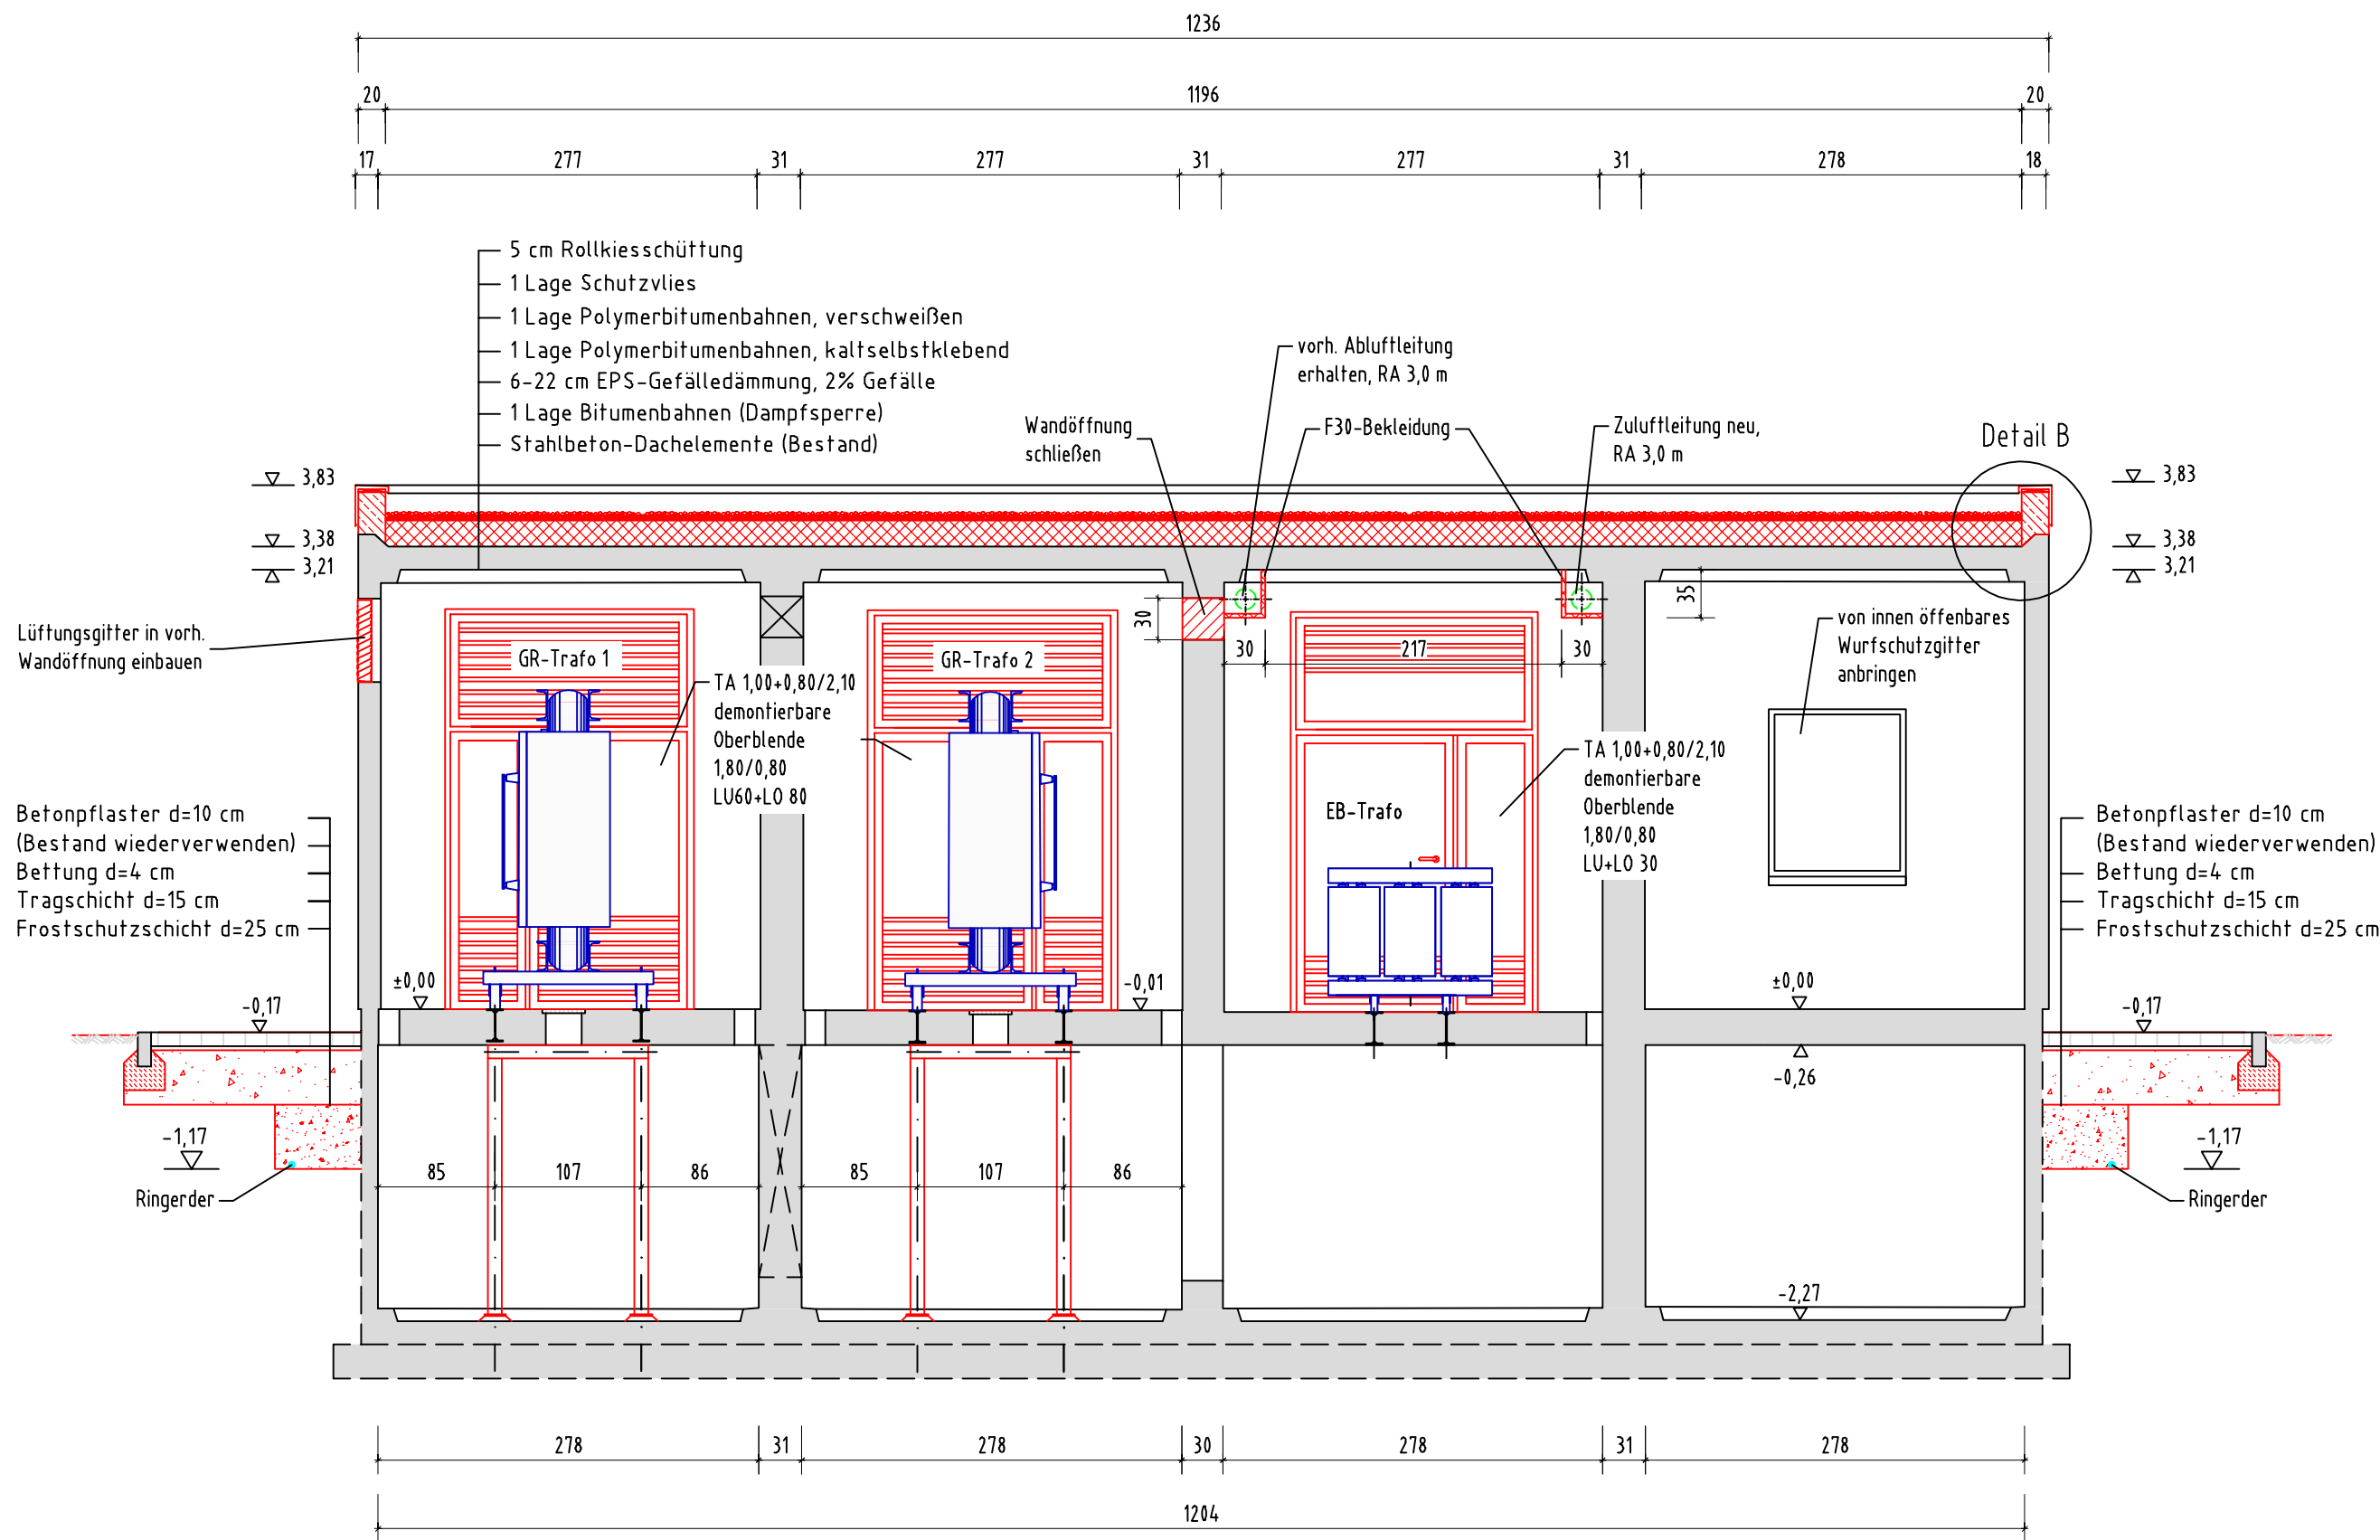 1236
20
1196
20
17
277
31
277
31
277
31
278
18
5 cm Rollkiesschüttung
1 Lage Schutzvlies
1 Lage Polymerbitumenbahnen, verschweißen
1 Lage Polymerbitumenbahnen, kaltselbstklebend
6-22 cm EPS-Gefälledämmung, 2% Gefälle
1 Lage Bitumenbahnen (Dampfsperre)
Stahlbeton-Dachelemente (Bestand)
vorh. Abluftleitung
erhalten, RA 3,0 m
Wandöffnung
schließen
F30-Bekleidung
Zuluftleitung neu,
RA 3,0 m
Detail B
3,83
3,38
3,21
3,83
3,38
3,21
Lüftungsgitter in vorh.
Wandöffnung einbauen
GR-Trafo 1
TA 1,00+0,80/2,10
demontierbare
Oberblende
1,80/0,80
LU60+LO 80
GR-Trafo 2
30
30
217
30
35
von innen öffenbares
Wurfschutzgitter
anbringen
EB-Trafo
TA 1,00+0,80/2,10
demontierbare
Oberblende
1,80/0,80
LU+LO 30
Betonpflaster d=10 cm
(Bestand wiederverwenden)
Bettung d=4 cm
Tragschicht d=15 cm
Frostschutzschicht d=25 cm
Betonpflaster d=10 cm
(Bestand wiederverwenden)
Bettung d=4 cm
Tragschicht d=15 cm
Frostschutzschicht d=25 cm
-0,17
±0,00
-0,01
±0,00
-0,17
-0,26
-1,17
Ringerder
85
107
86
85
107
86
-1,17
Ringerder
-2,27
278
31
278
30
278
31
278
1204